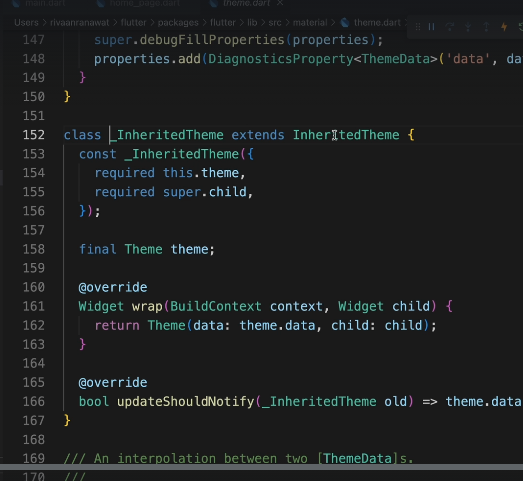 main.dart home_page.dart theme.dart ×
Users > rivaanranawat > flutter > packages > flutter > lib > src > material > theme.dart
147 super.debugFillProperties(properties);
148 properties.add(DiagnosticsProperty<ThemeData>('data', da
149 }
150 }
151
152 class _InheritedTheme extends InheritedTheme {
153 const _InheritedTheme({
154 required this.theme,
155 required super.child,
156 });
157
158 final Theme theme;
159
160 @override
161 Widget wrap(BuildContext context, Widget child) {
162 return Theme(data: theme.data, child: child);
163 }
164
165 @override
166 bool updateShouldNotify(_InheritedTheme old) => theme.data
167 }
168
169 /// An interpolation between two [ThemeData]s.
170 ///